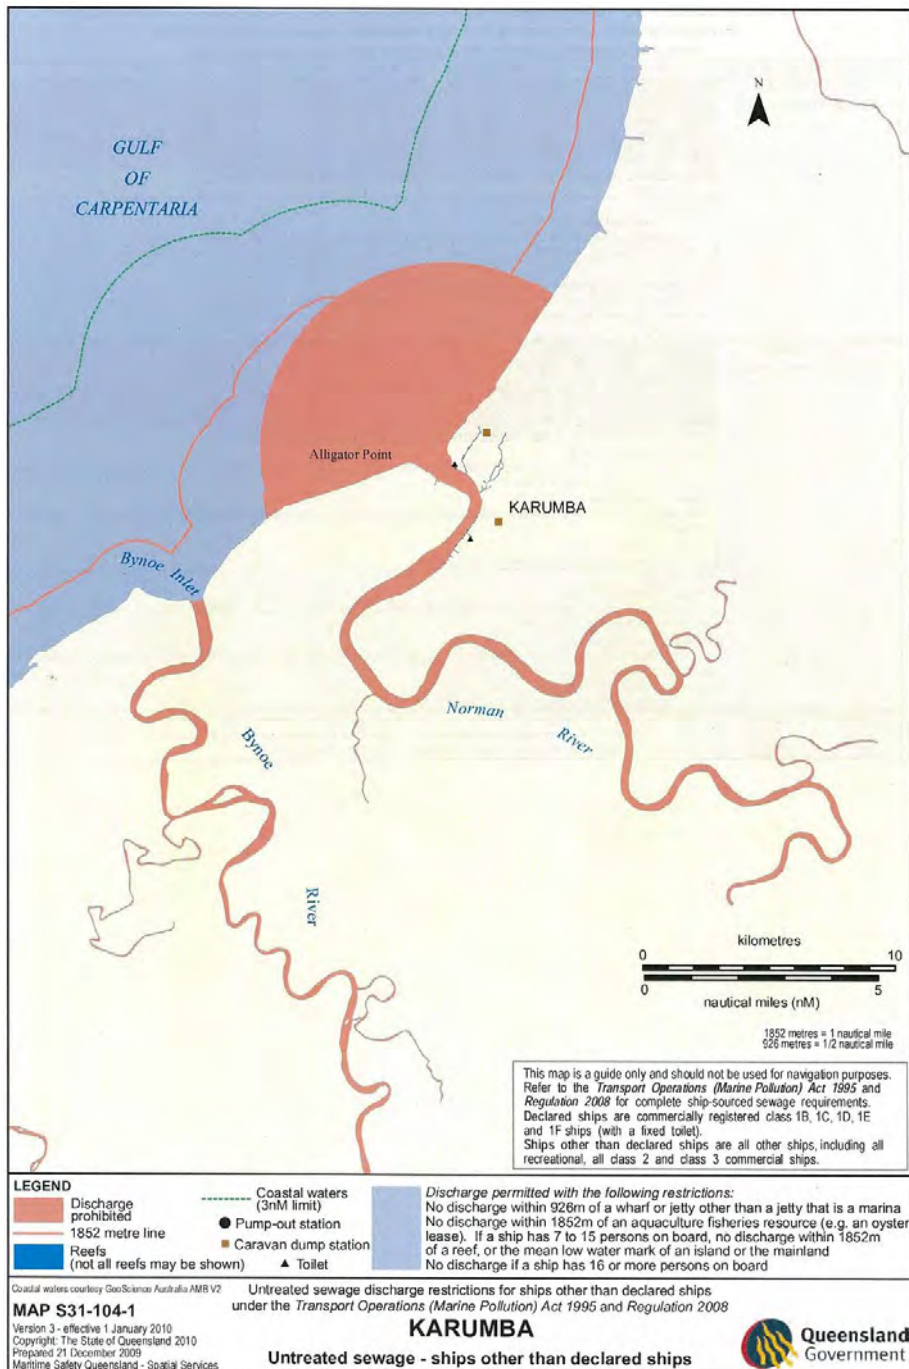 N
GULF
OF
CARPENTARIA
Alligator Point
KARUMBA
Bynoe Inlet
Norman
River
Bynoe
River
kilometres
0 10
0 5
nautical miles (nM)
1852 metres = 1 nautical mile
926 metres = 1/2 nautical mile
This map is a guide only and should not be used for navigation purposes.
Refer to the Transport Operations (Marine Pollution) Act 1995 and
Regulation 2008 for complete ship-sourced sewage requirements.
Declared ships are commercially registered class 1B, 1C, 1D, 1E
and 1F ships (with a fixed toilet).
Ships other than declared ships are all other ships, including all
recreational, all class 2 and class 3 commercial ships.
LEGEND
Discharge
prohibited
1852 metre line
Reefs
(not all reefs may be shown)
Coastal waters
(3nM limit)
Pump-out station
Caravan dump station
Toilet
Discharge permitted with the following restrictions:
No discharge within 926m of a wharf or jetty other than a jetty that is a marina
No discharge within 1852m of an aquaculture fisheries resource (e.g. an oyster
lease). If a ship has 7 to 15 persons on board, no discharge within 1852m
of a reef, or the mean low water mark of an island or the mainland
No discharge if a ship has 16 or more persons on board
Coastal waters courtesy GeoScience Australia AMB V2
MAP S31-104-1
Version 3 - effective 1 January 2010
Copyright: The State of Queensland 2010
Prepared 21 December 2009
Maritime Safety Queensland - Spatial Services
Untreated sewage discharge restrictions for ships other than declared ships
under the Transport Operations (Marine Pollution) Act 1995 and Regulation 2008
KARUMBA
Untreated sewage - ships other than declared ships
Queensland
Government